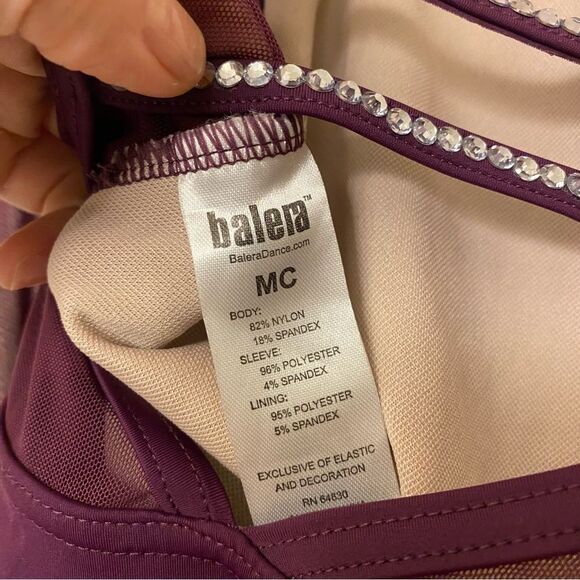 balera™
BaleraDance.com
MC
BODY:
82% NYLON
18% SPANDEX
SLEEVE:
96% POLYESTER
4% SPANDEX
LINING:
95% POLYESTER
5% SPANDEX
EXCLUSIVE OF ELASTIC
AND DECORATION
RN 64630